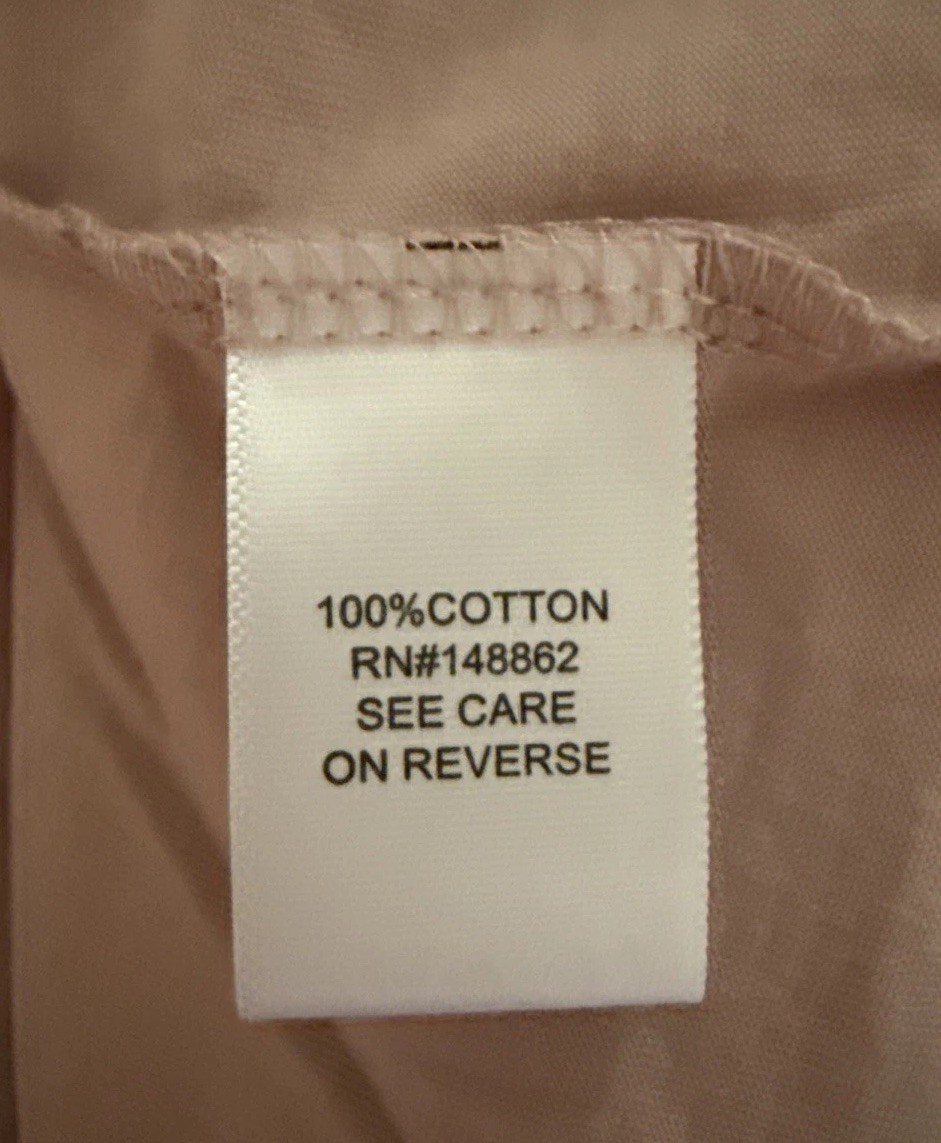 100%COTTON
RN#148862
SEE CARE
ON REVERSE